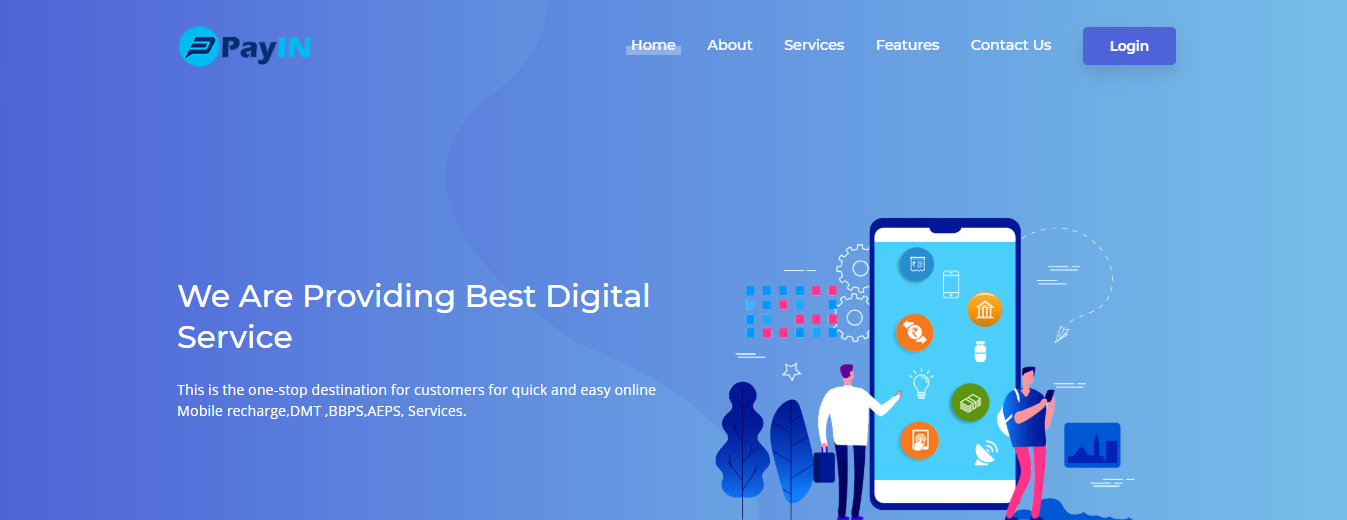 PayIN
Home About Services Features Contact Us Login
We Are Providing Best Digital
Service
This is the one-stop destination for customers for quick and easy online
Mobile recharge,DMT ,BBPS,AEPS, Services.